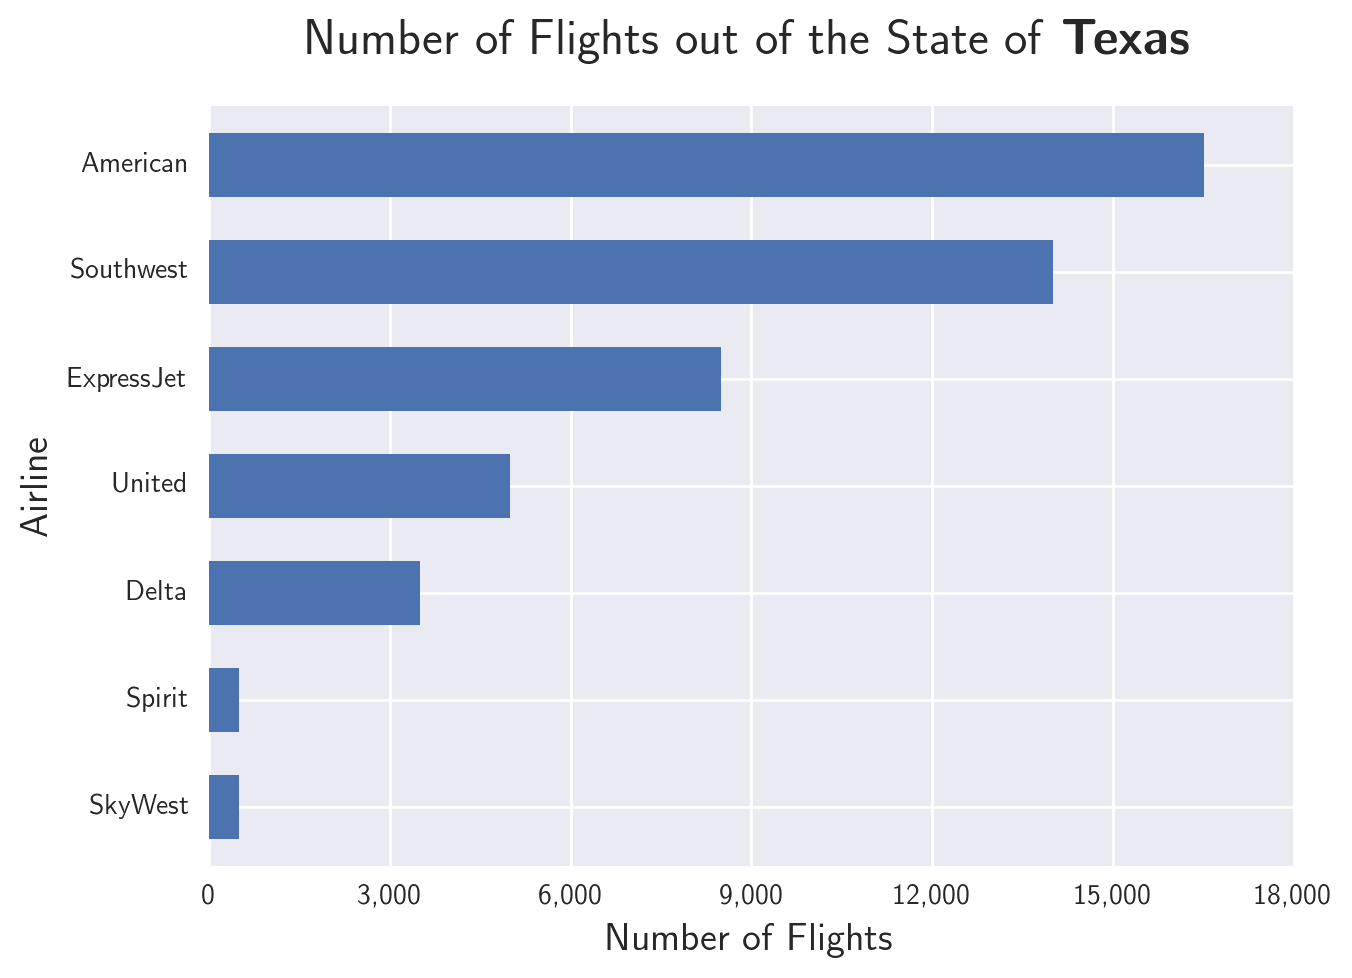 Number of Flights out of the State of Texas
American
Southwest
ExpressJet
United
Delta
Spirit
SkyWest
Airline
0 3,000 6,000 9,000 12,000 15,000 18,000
Number of Flights